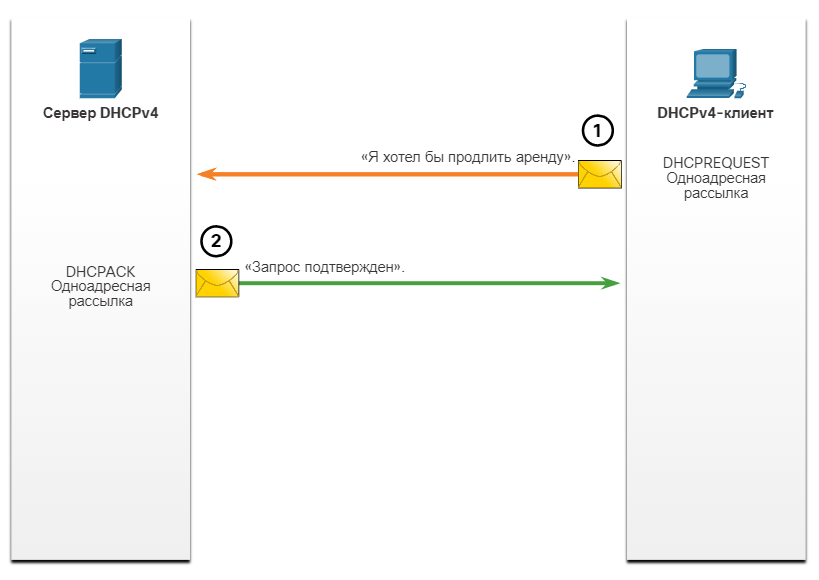 Сервер DHCPv4
DHCPv4-клиент
1
«Я хотел бы продлить аренду».
DHCPREQUEST
Одноадресная
рассылка
2
«Запрос подтвержден».
DHCPACK
Одноадресная
рассылка